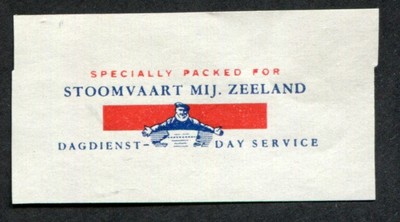 SPECIALLY PACKED FOR
STOOMVAART MIJ. ZEELAND
DAGDIENST- DAY SERVICE